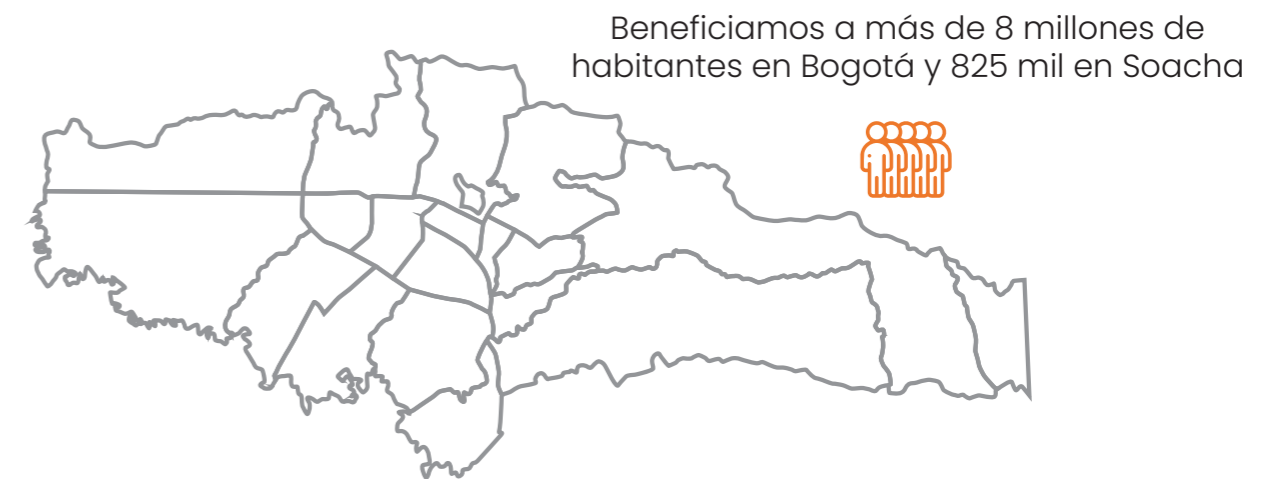 Beneficiamos a más de 8 millones de
habitantes en Bogotá y 825 mil en Soacha